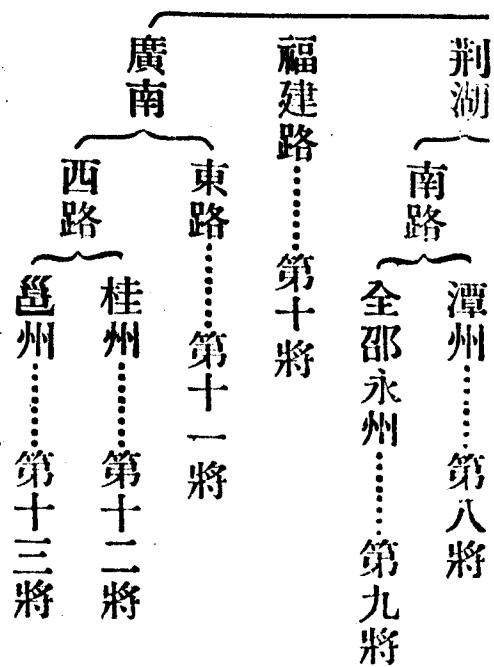 荆湖
南路
潭州……第八將
全邵永州……第九將
福建路……第十將
廣南
東路……第十一將
西路
桂州……第十二將
邕州……第十三將